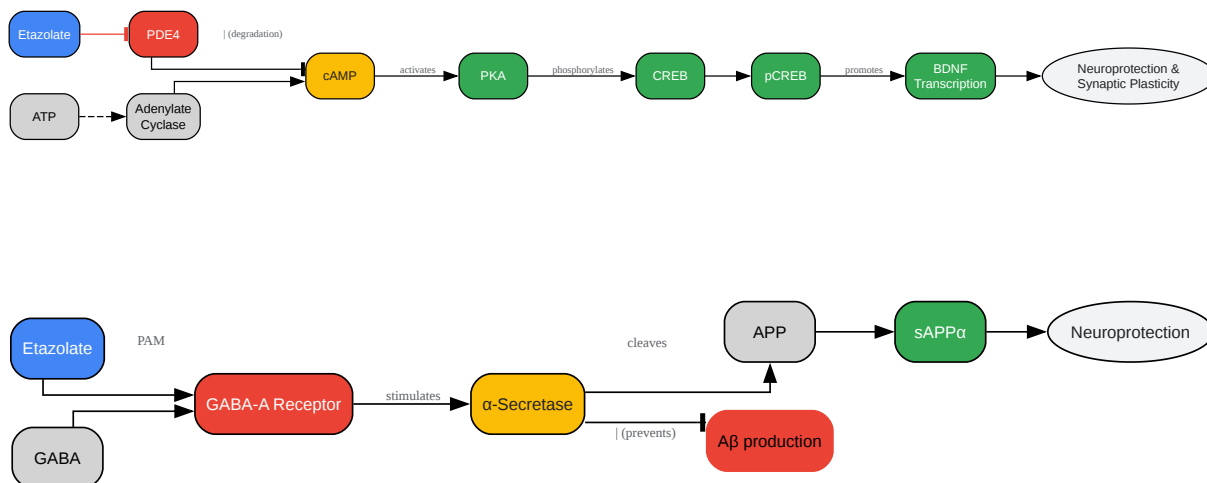 Etazolate
PDE4
| (degradation)
cAMP
activates
PKA
phosphorylates
CREB
pCREB
promotes
BDNF
Transcription
Neuroprotection &
Synaptic Plasticity
ATP
Adenylate
Cyclase
Etazolate
PAM
GABA
GABA-A Receptor
stimulates
α-Secretase
cleaves
| (prevents)
APP
Aβ production
sAPPα
Neuroprotection